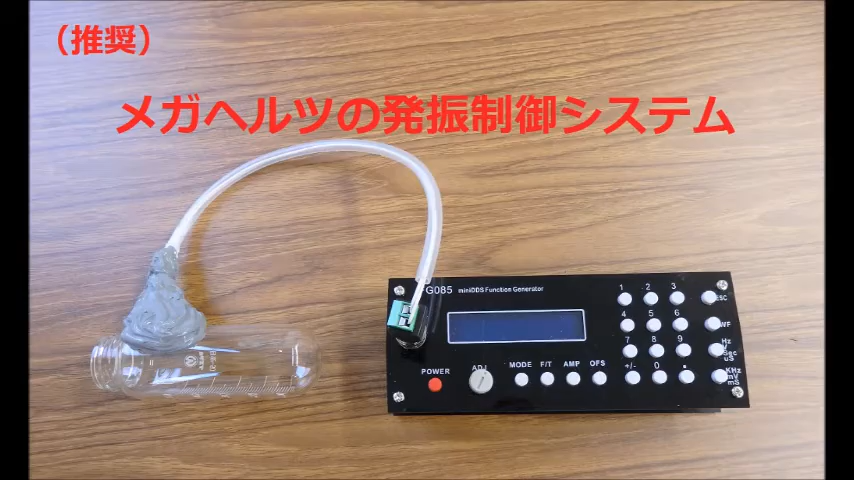 （推奨）
メガヘルツの発振制御システム
FG085 miniDDS Function Generator
1 2 3
ESC
4 5 6
WF
7 8 9
Hz
V
Sec
uS
POWER ADJ MODE F/T AMP OFS
+/- 0 .
KHz
mV
mS